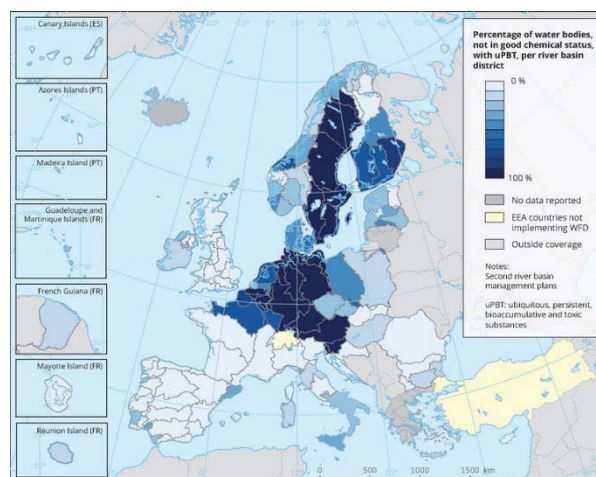 Canary Islands (ES)
Azores Islands (PT)
Madeira Island (PT)
Guadeloupe and
Martinique Islands (FR)
French Guiana (FR)
Mayotte Island (FR)
Réunion Island (FR)
Percentage of water bodies,
not in good chemical status,
with uPBT, per river basin
district
0 %
100 %
No data reported
EEA countries not
implementing WFD
Outside coverage
Notes:
Second river basin
management plans
uPBT: ubiquitous, persistent,
bioaccumulative and toxic
substances
0 500 1000 1500 km